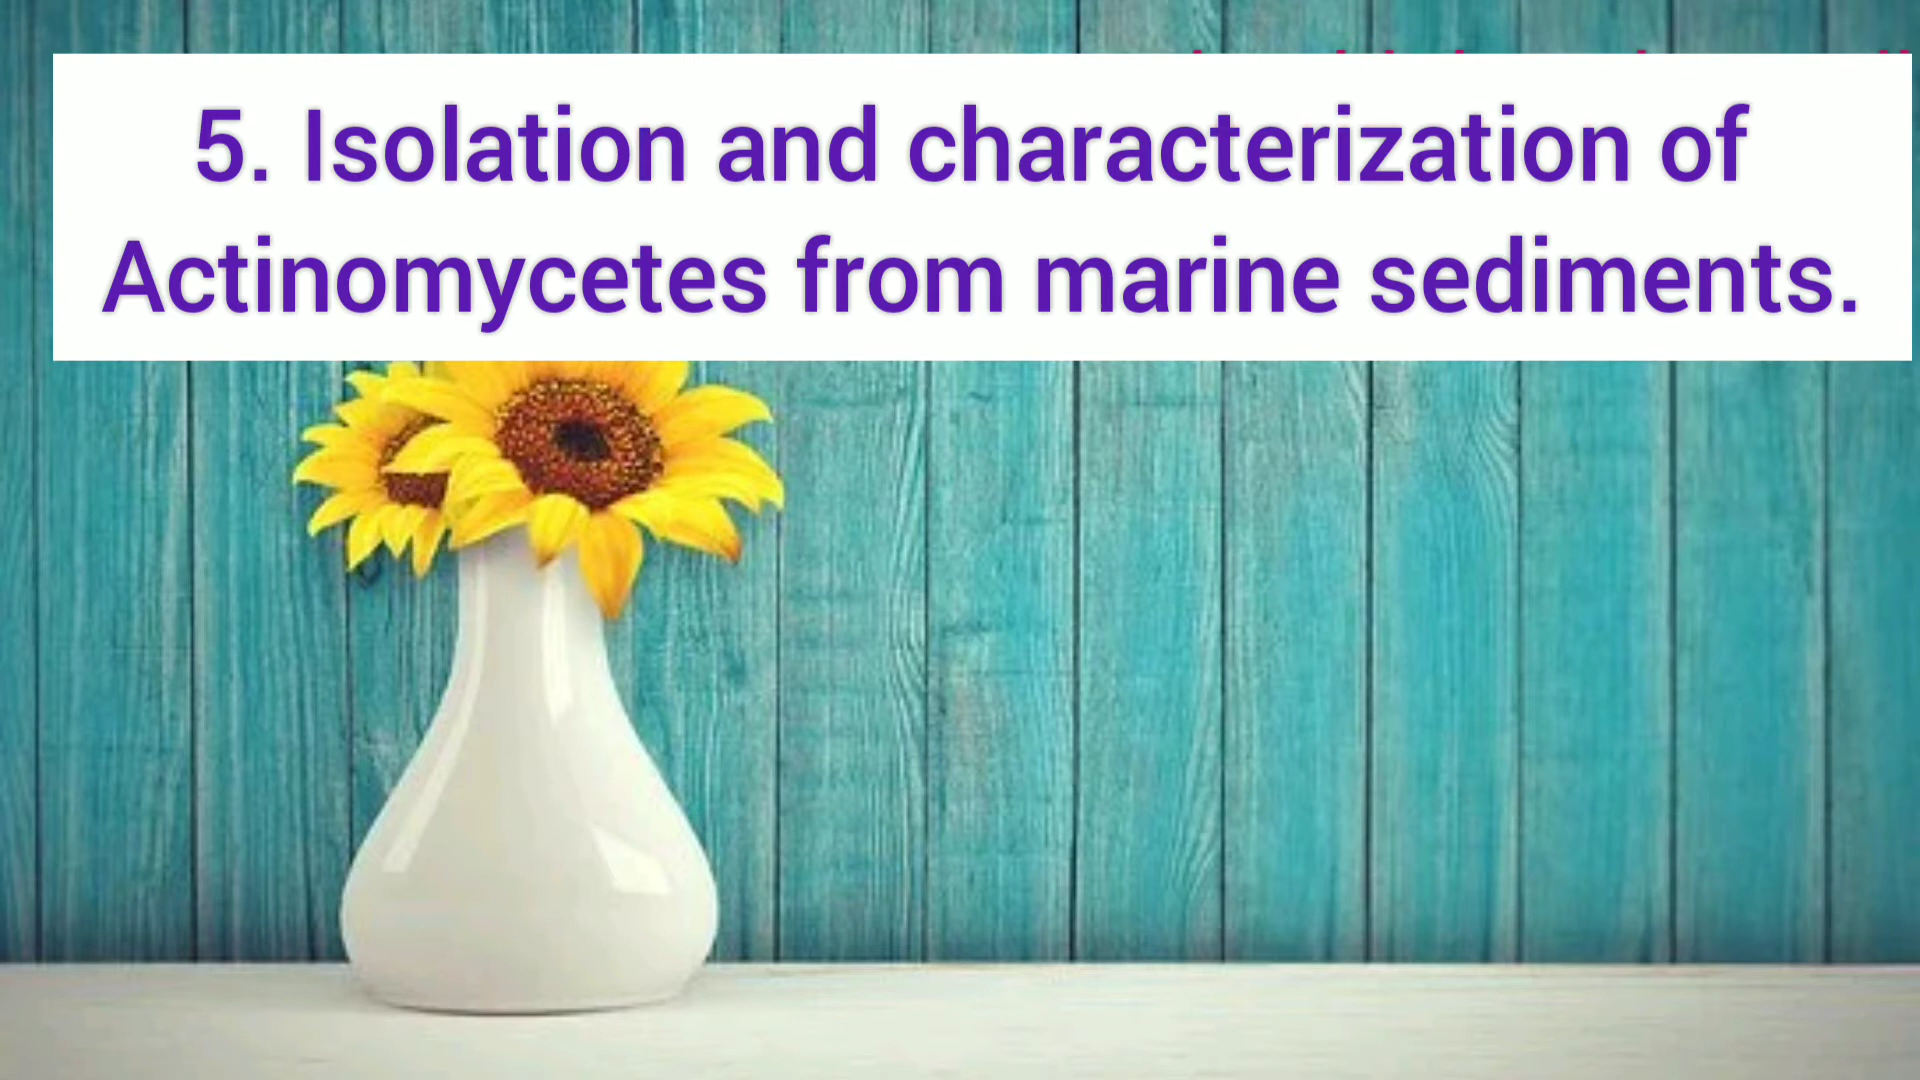 5. Isolation and characterization of
Actinomycetes from marine sediments.